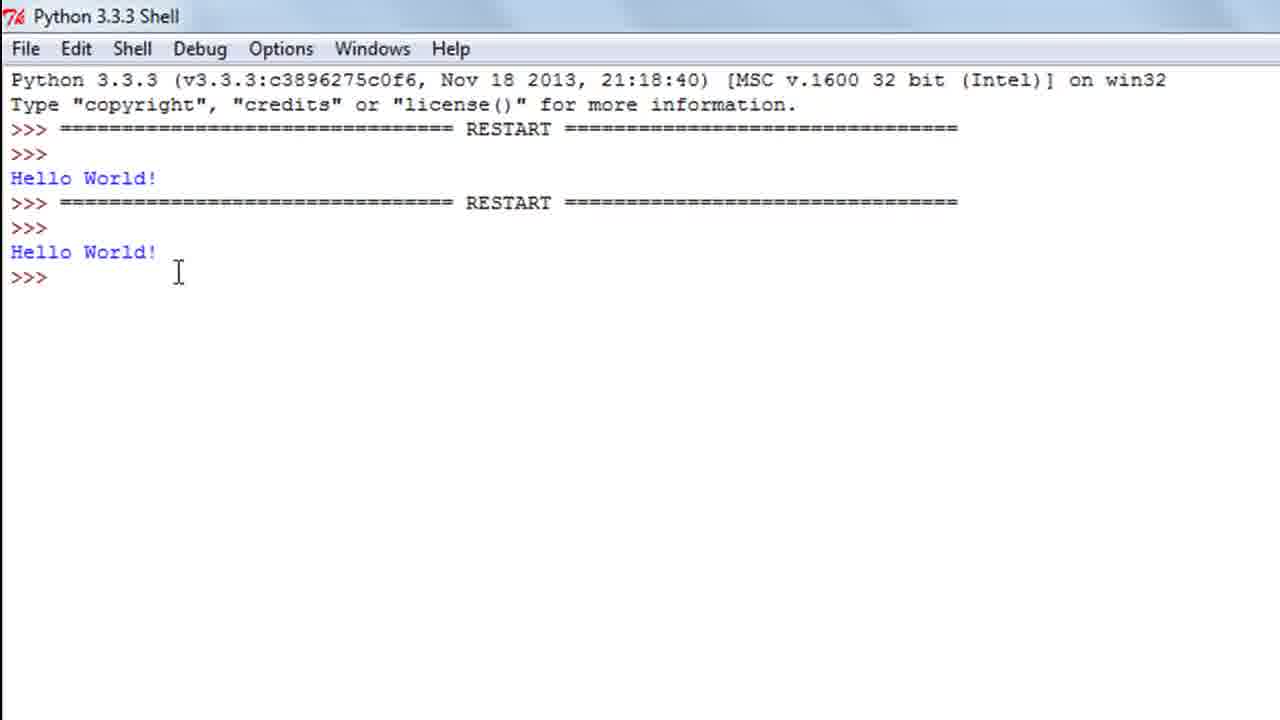 Python 3.3.3 Shell
File Edit Shell Debug Options Windows Help
Python 3.3.3 (v3.3.3:c3896275c0f6, Nov 18 2013, 21:18:40) [MSC v.1600 32 bit (Intel)] on win32
Type "copyright", "credits" or "license()" for more information.
>>> ================================ RESTART ================================
>>>
Hello World!
>>> ================================ RESTART ================================
>>>
Hello World!
>>>